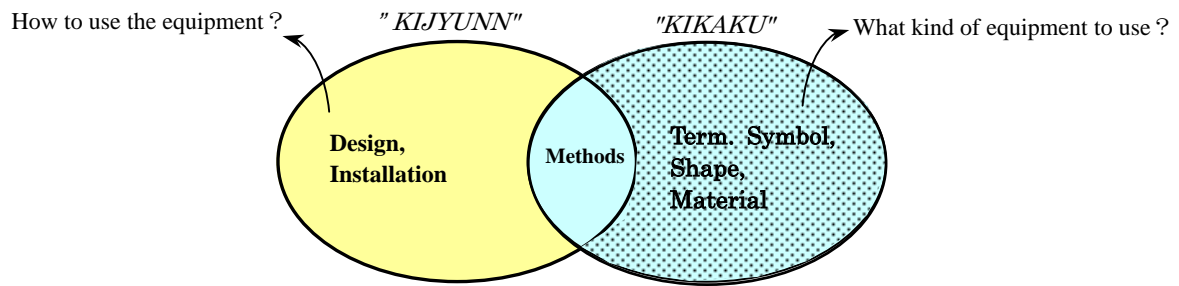 How to use the equipment？
” KIJYUNN"
"KIKAKU"
What kind of equipment to use？
Design,
Installation
Methods
Term. Symbol,
Shape,
Material